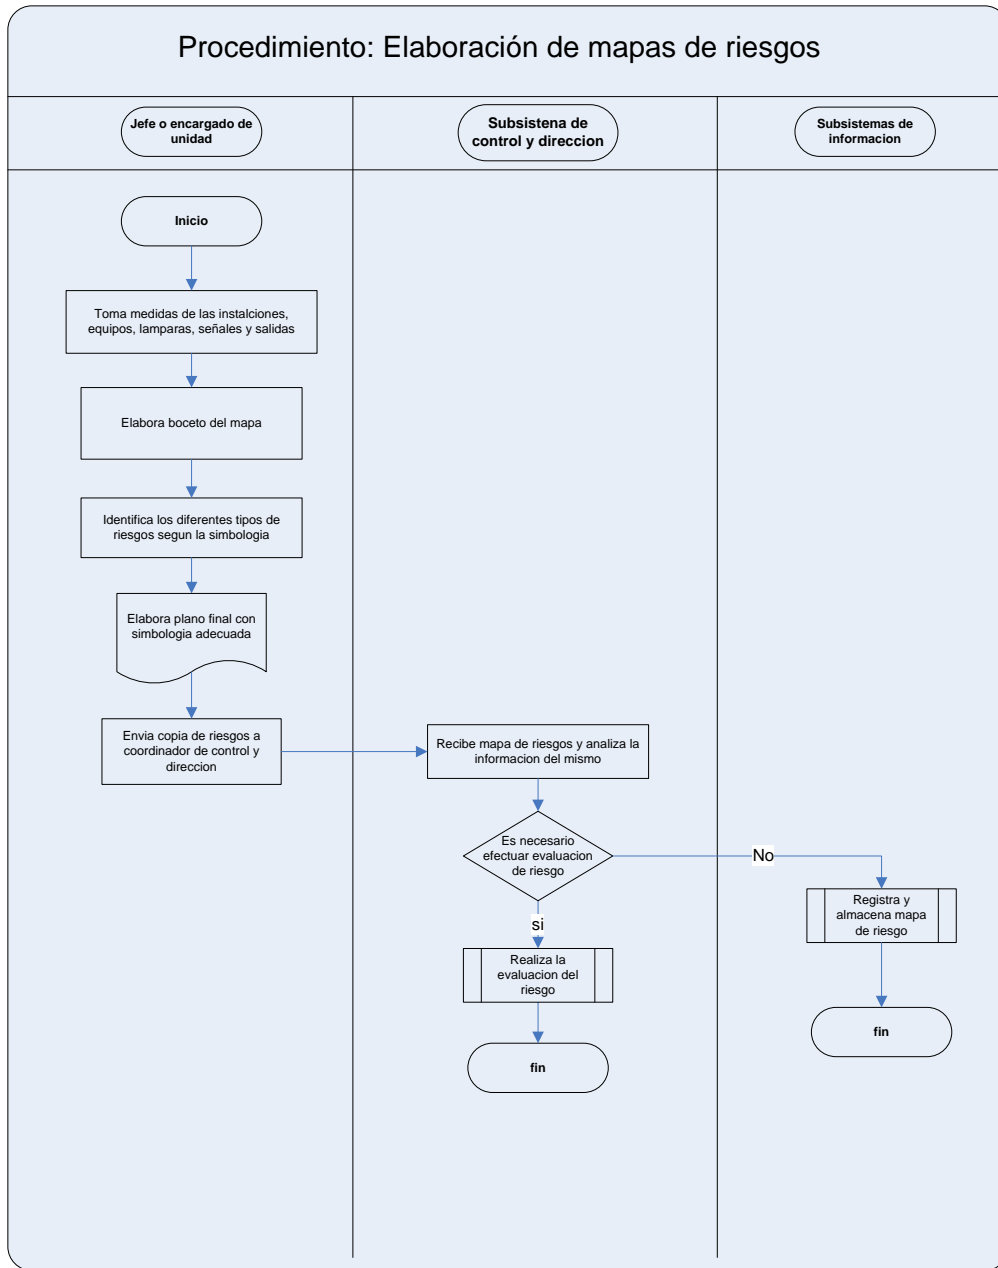 Procedimiento: Elaboración de mapas de riesgos
Jefe o encargado de
unidad
Subsistena de
control y direccion
Subsistemas de
informacion
Inicio
Toma medidas de las instalciones,
equipos, lamparas, señales y salidas
Elabora boceto del mapa
Identifica los diferentes tipos de
riesgos segun la simbologia
Elabora plano final con
simbologia adecuada
Envia copia de riesgos a
coordinador de control y
direccion
Recibe mapa de riesgos y analiza la
informacion del mismo
Es necesario
efectuar evaluacion
de riesgo
No
si
Registra y
almacena mapa
de riesgo
Realiza la
evaluacion del
riesgo
fin
fin